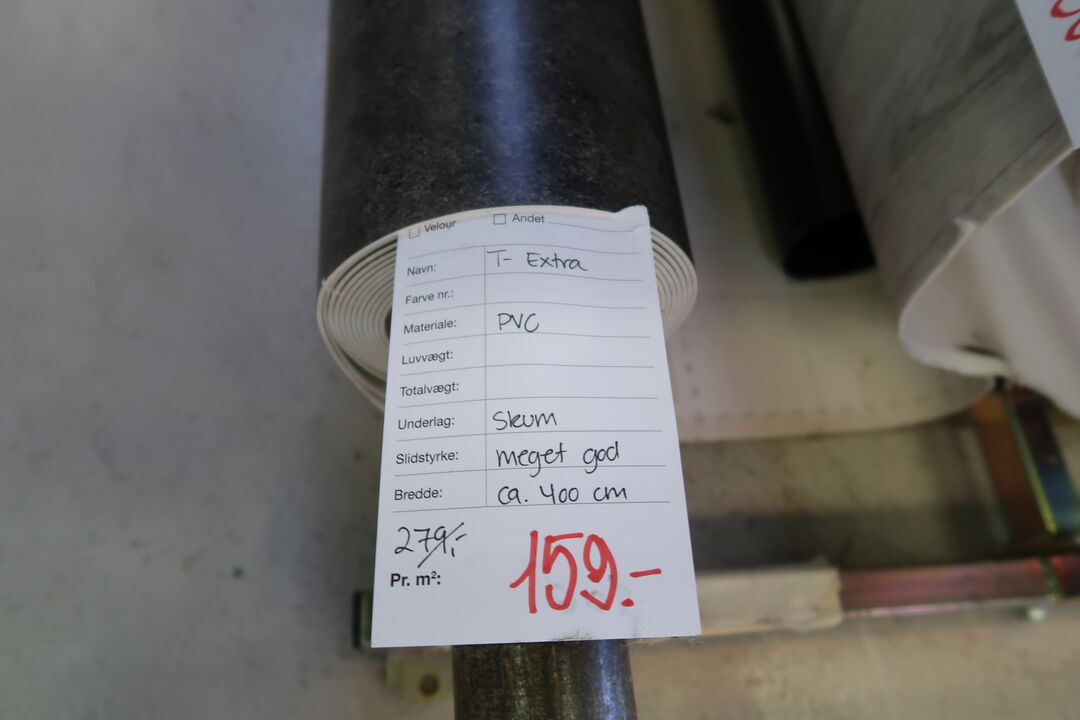 Velour Andet
Navn: T- Extra
Farve nr.:
Materiale: PVC
Luvvægt:
Totalvægt:
Underlag: Skum
Slidstyrke: meget god
Bredde: ca. 400 cm
279,-
Pr. m²: 159.-